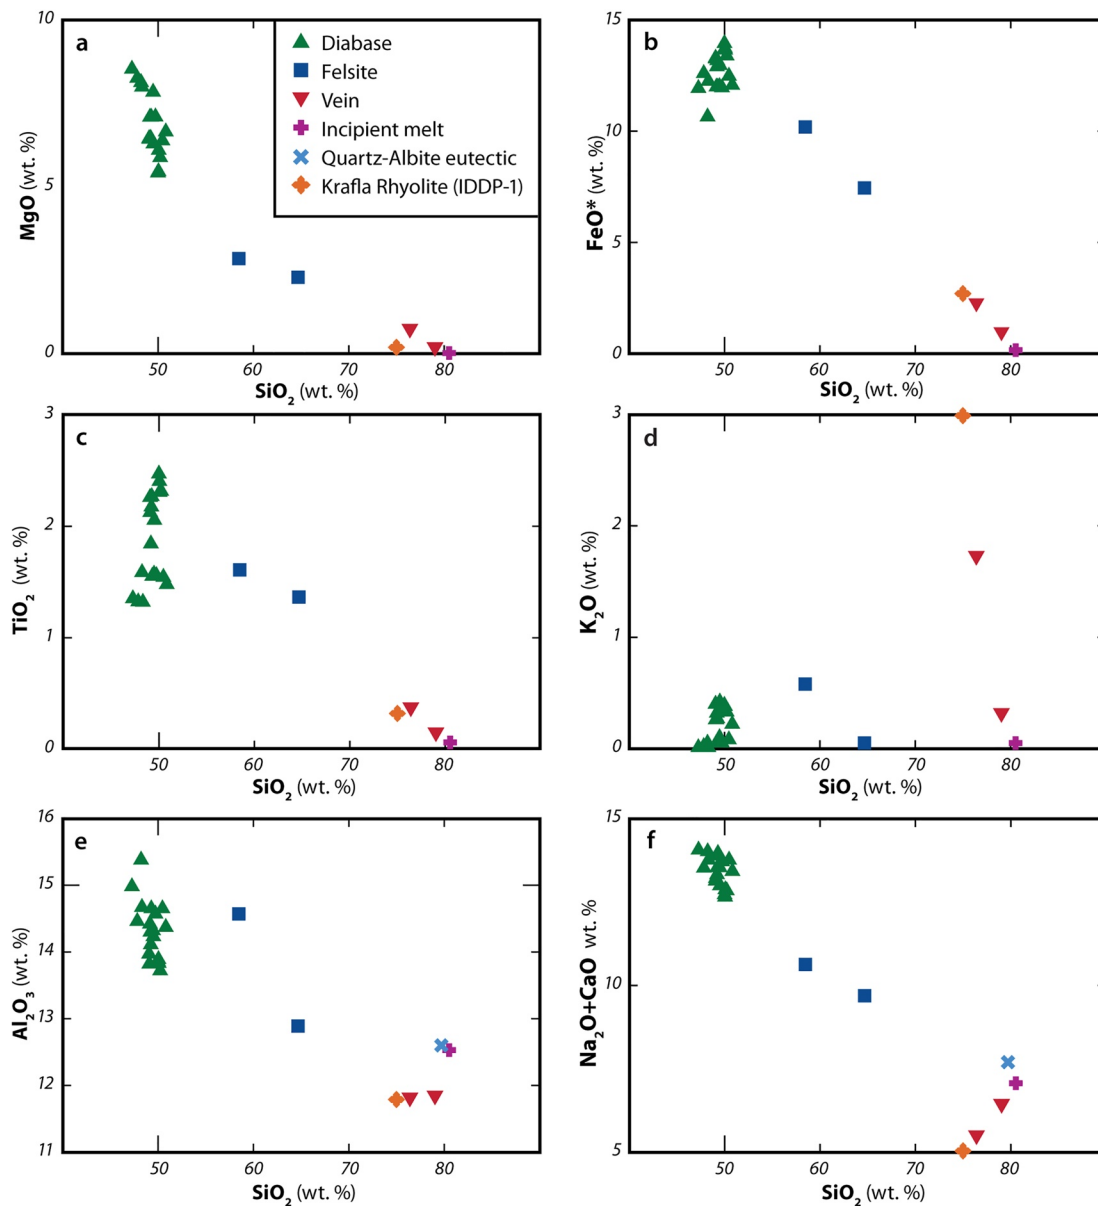 a
10
5
0
MgO (wt. %)
50
60
70
80
SiO₂ (wt. %)
Diabase
Felsite
Vein
Incipient melt
Quartz-Albite eutectic
Krafla Rhyolite (IDDP-1)
b
15
10
5
0
FeO* (wt. %)
50
60
70
80
SiO₂ (wt. %)
c
3
2
1
0
TiO₂ (wt. %)
50
60
70
80
SiO₂ (wt. %)
d
3
2
1
0
K₂O (wt. %)
50
60
70
80
SiO₂ (wt. %)
e
16
15
14
13
12
11
Al₂O₃ (wt. %)
50
60
70
80
SiO₂ (wt. %)
f
15
10
5
Na₂O+CaO wt. %
50
60
70
80
SiO₂ (wt. %)